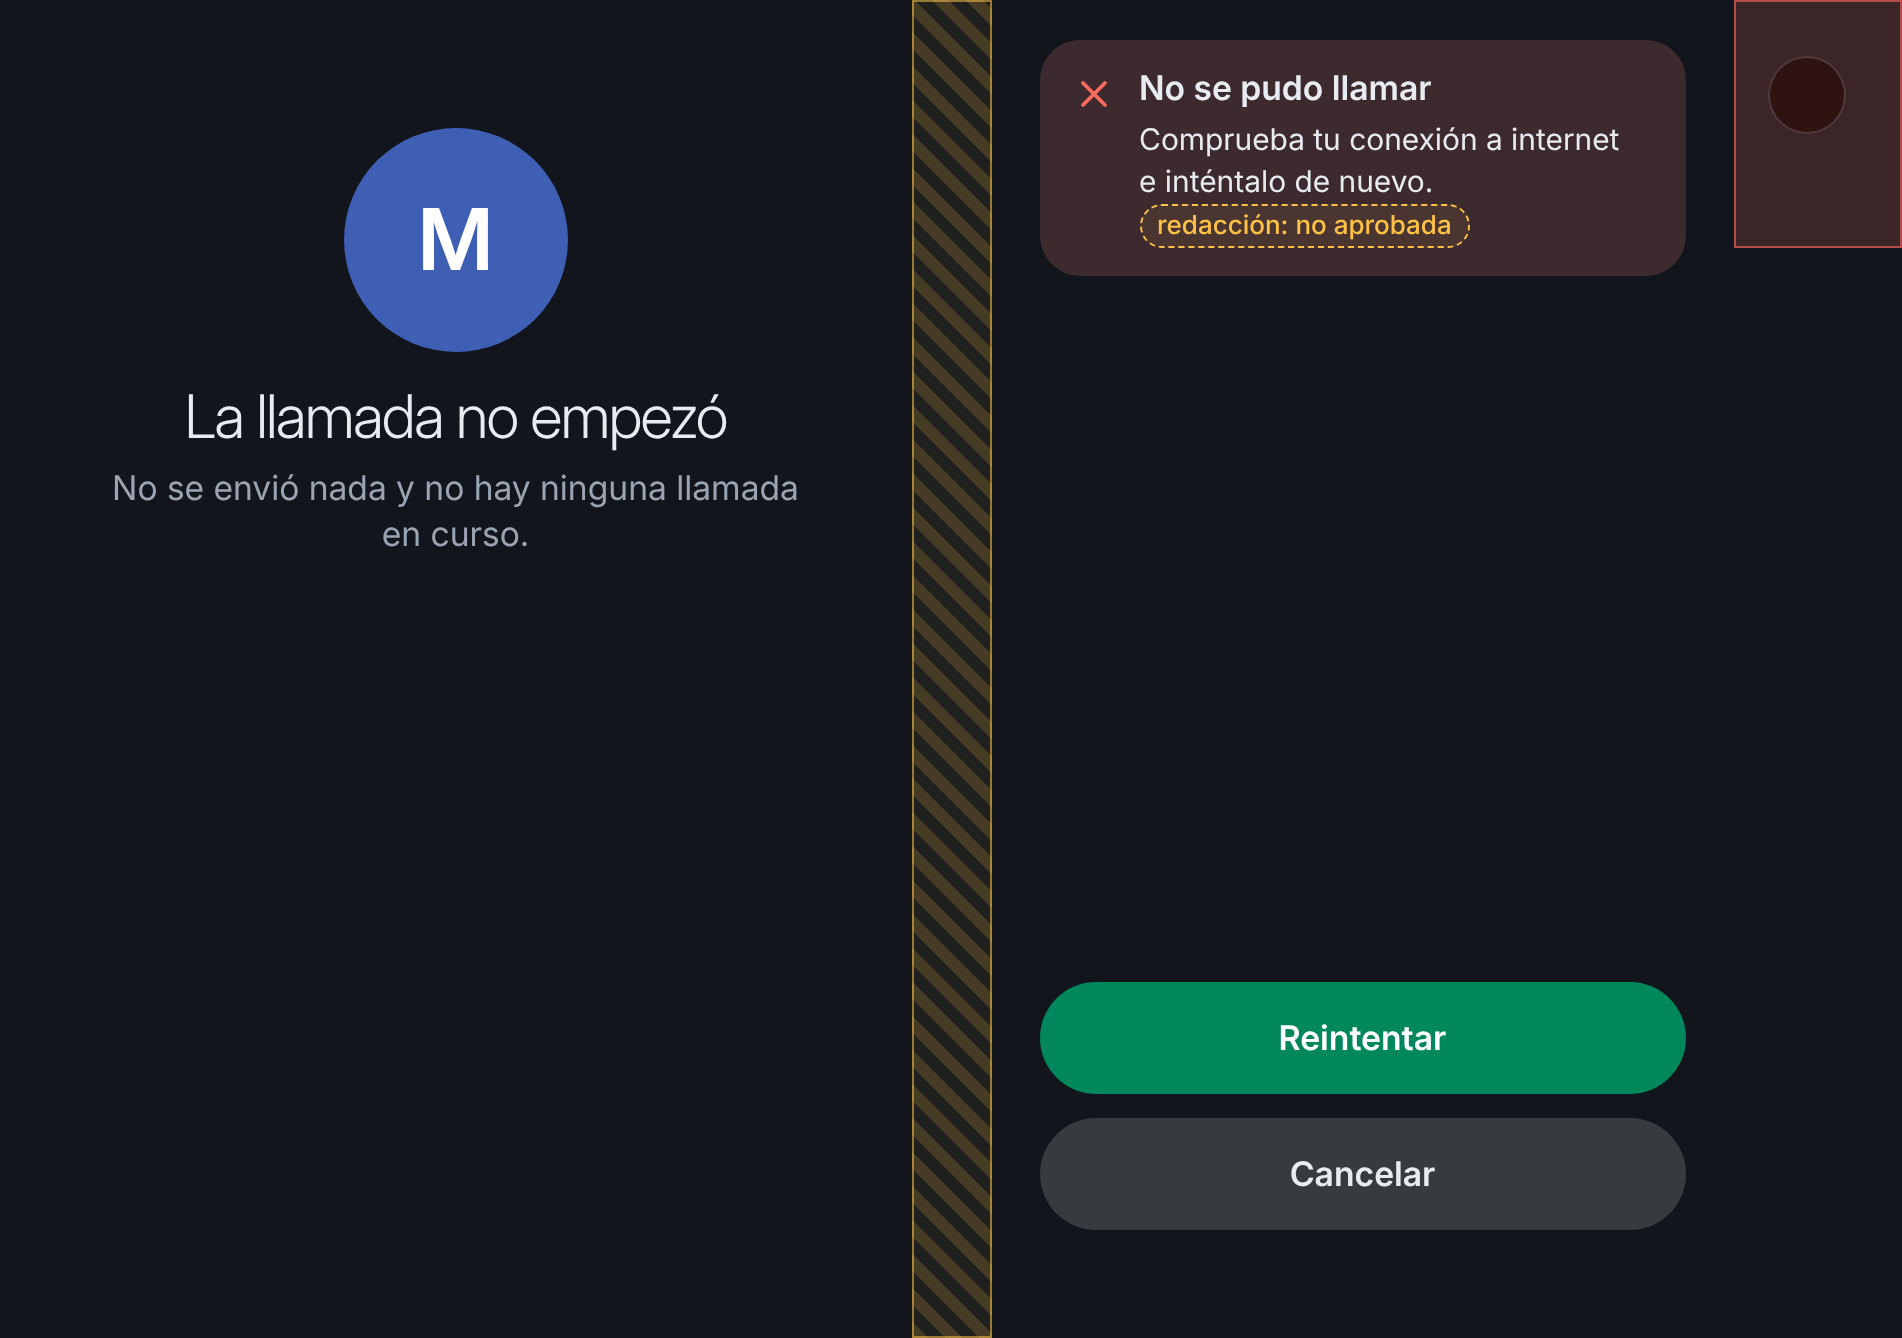 M
La llamada no empezó
No se envió nada y no hay ninguna llamada
en curso.
No se pudo llamar
Comprueba tu conexión a internet
e inténtalo de nuevo.
redacción: no aprobada
Reintentar
Cancelar